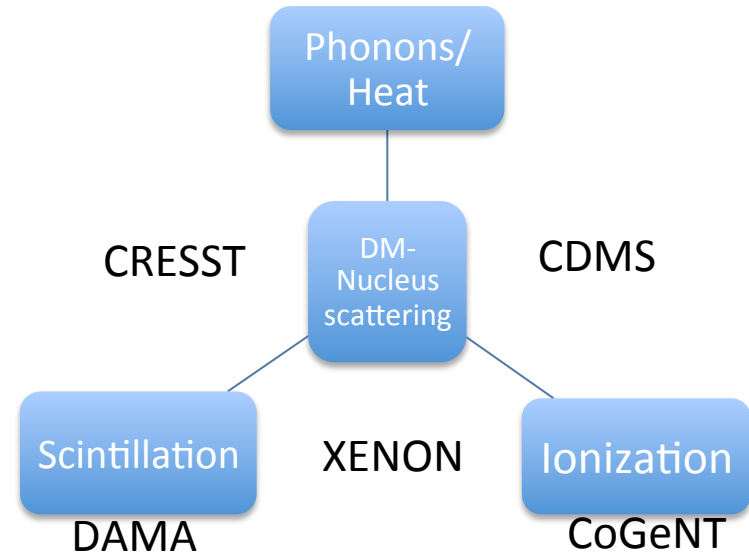 Phonons/
Heat
CRESST
DM-
Nucleus
scattering
CDMS
Scintillation
XENON
Ionization
DAMA
CoGeNT